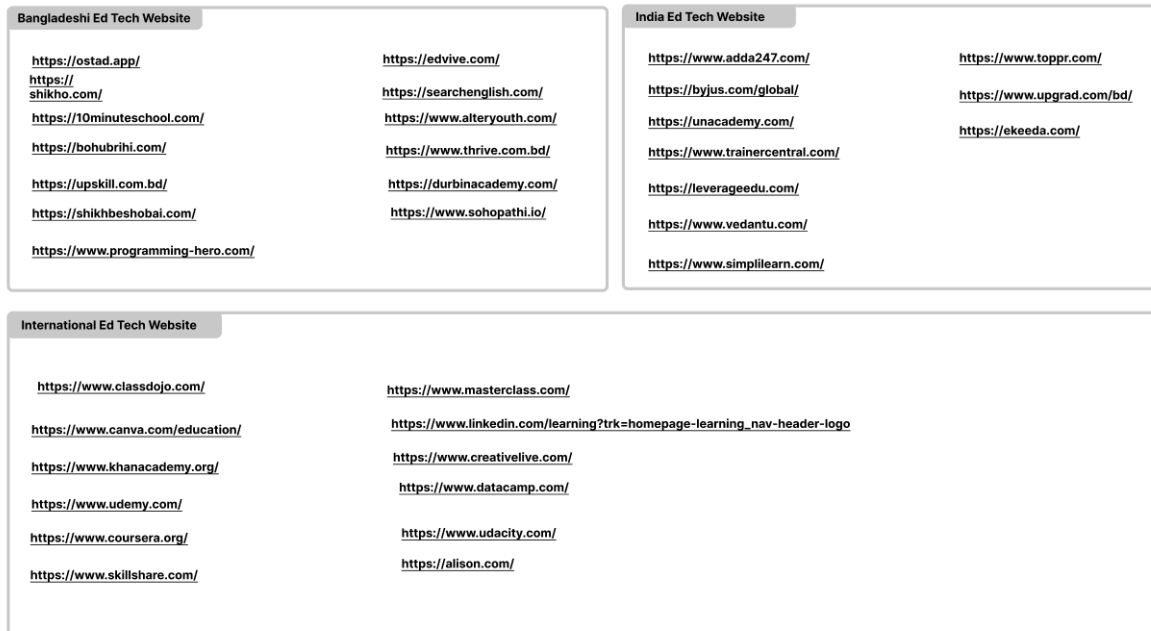 Bangladeshi Ed Tech Website
https://ostad.app/
https://
shikho.com/
https://10minuteschool.com/
https://bohubrihi.com/
https://upskill.com.bd/
https://shikhbeshobai.com/
https://www.programming-hero.com/
https://edvive.com/
https://searchenglish.com/
https://www.alteryouth.com/
https://www.thrive.com.bd/
https://durbinacademy.com/
https://www.sohopathi.io/
India Ed Tech Website
https://www.adda247.com/
https://byjus.com/global/
https://unacademy.com/
https://www.trainercentral.com/
https://leverageedu.com/
https://www.vedantu.com/
https://www.simplilearn.com/
https://www.toppr.com/
https://www.upgrad.com/bd/
https://ekeeda.com/
International Ed Tech Website
https://www.classdojo.com/
https://www.canva.com/education/
https://www.khanacademy.org/
https://www.udemy.com/
https://www.coursera.org/
https://www.skillshare.com/
https://www.masterclass.com/
https://www.linkedin.com/learning?trk=homepage-learning_nav-header-logo
https://www.creativelive.com/
https://www.datacamp.com/
https://www.udacity.com/
https://alison.com/